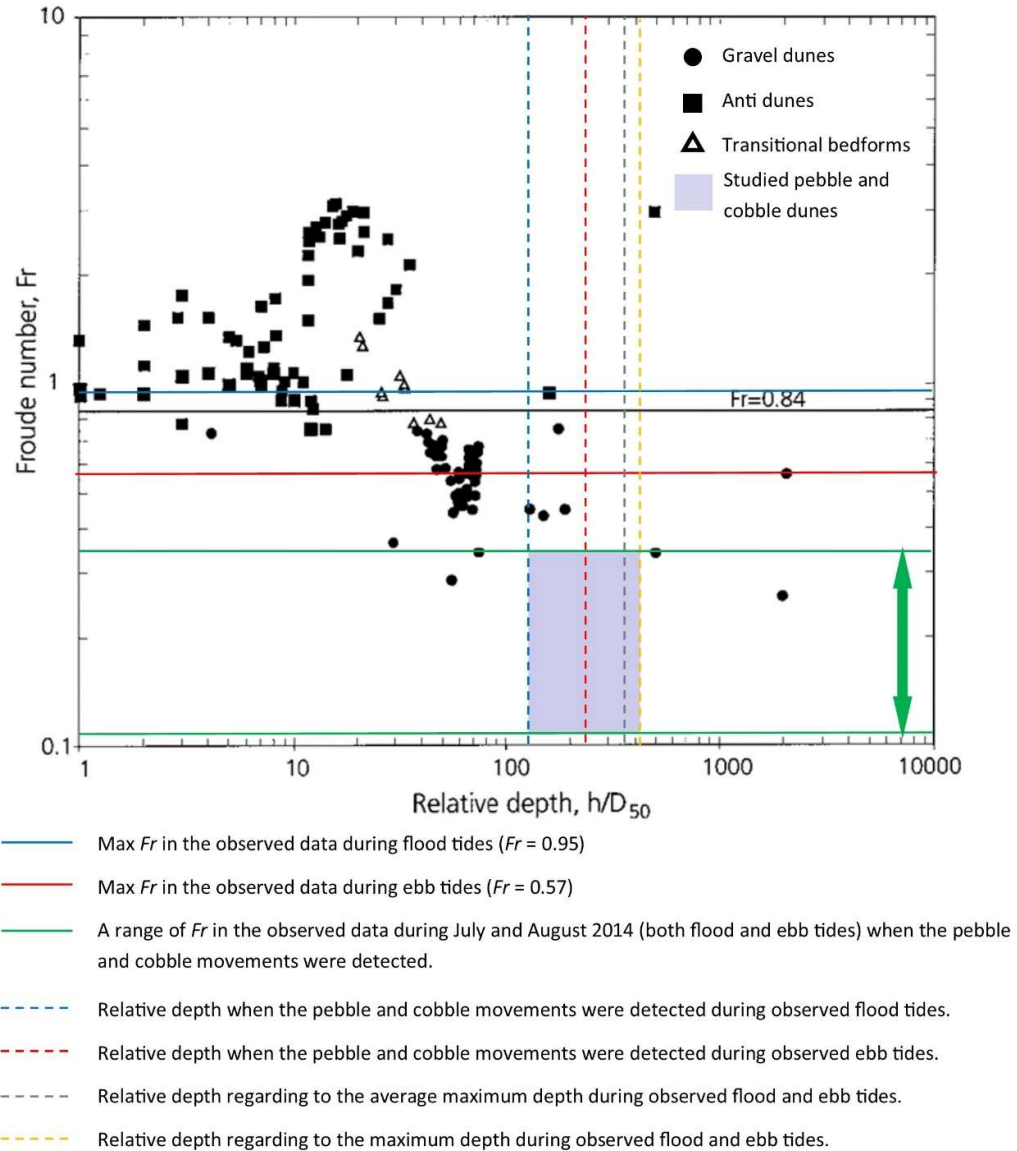 10
Gravel dunes
Anti dunes
Transitional bedforms
Studied pebble and
cobble dunes
Froude number, Fr
1
Fr=0.84
0.1
1
10
100
1000
10000
Relative depth, h/D50
Max Fr in the observed data during flood tides (Fr = 0.95)
Max Fr in the observed data during ebb tides (Fr = 0.57)
A range of Fr in the observed data during July and August 2014 (both flood and ebb tides) when the pebble
and cobble movements were detected.
Relative depth when the pebble and cobble movements were detected during observed flood tides.
Relative depth when the pebble and cobble movements were detected during observed ebb tides.
Relative depth regarding to the average maximum depth during observed flood and ebb tides.
Relative depth regarding to the maximum depth during observed flood and ebb tides.